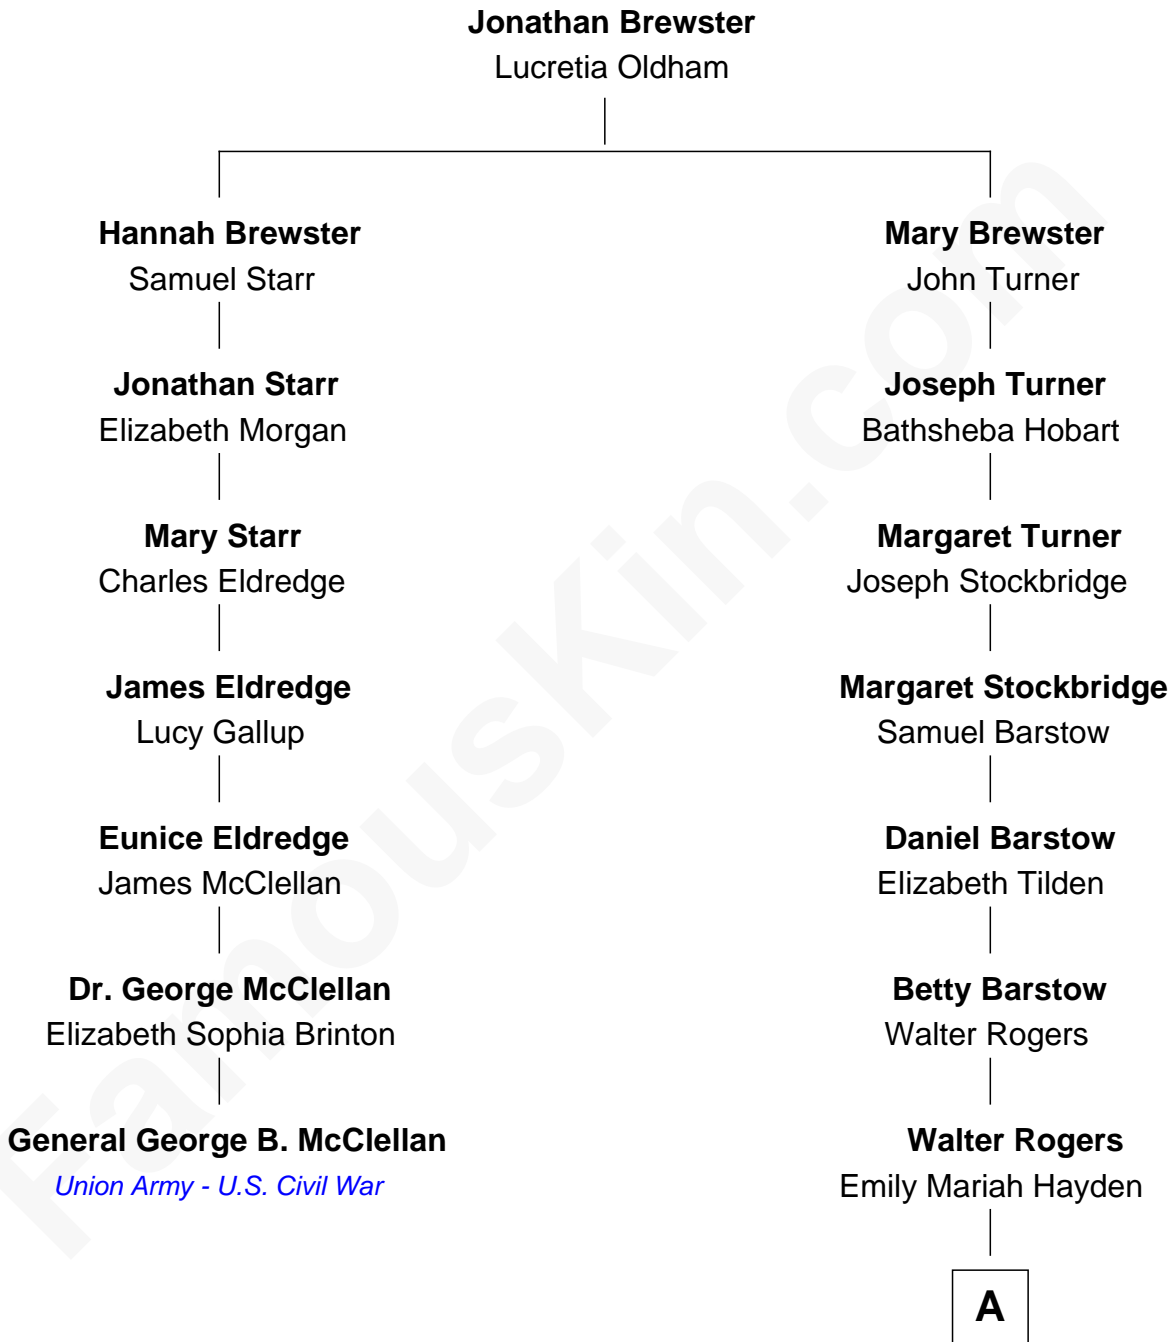 Jonathan Brewster
Lucretia Oldham
Hannah Brewster
Samuel Starr
Mary Brewster
John Turner
Jonathan Starr
Elizabeth Morgan
Joseph Turner
Bathsheba Hobart
Mary Starr
Charles Eldredge
Margaret Turner
Joseph Stockbridge
James Eldredge
Lucy Gallup
Margaret Stockbridge
Samuel Barstow
Eunice Eldredge
James McClellan
Daniel Barstow
Elizabeth Tilden
Dr. George McClellan
Elizabeth Sophia Brinton
Betty Barstow
Walter Rogers
General George B. McClellan
Union Army - U.S. Civil War
Walter Rogers
Emily Mariah Hayden
A
FamousKin.com